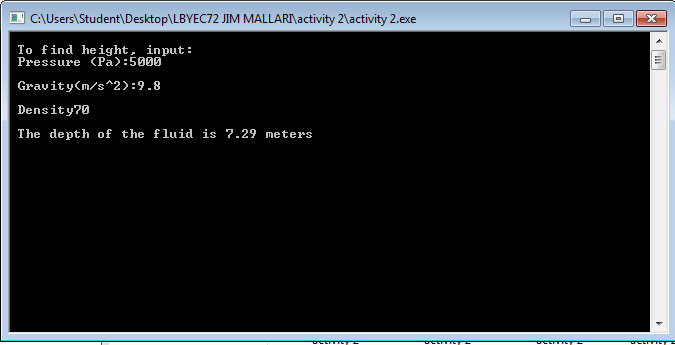 C:\Users\Student\Desktop\LBYEC72 JIM MALLARI\activity 2\activity 2.exe
To find height, input:
Pressure (Pa):5000
Gravity(m/s^2):9.8
Density70
The depth of the fluid is 7.29 meters